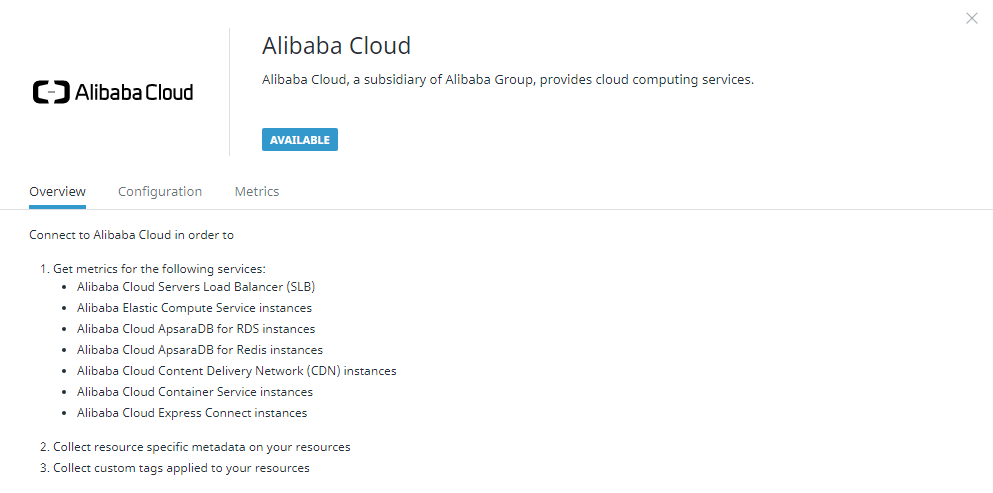 Alibaba Cloud
Alibaba Cloud
Alibaba Cloud, a subsidiary of Alibaba Group, provides cloud computing services.
AVAILABLE
Overview Configuration Metrics
Connect to Alibaba Cloud in order to
1. Get metrics for the following services:
• Alibaba Cloud Servers Load Balancer (SLB)
• Alibaba Elastic Compute Service instances
• Alibaba Cloud ApsaraDB for RDS instances
• Alibaba Cloud ApsaraDB for Redis instances
• Alibaba Cloud Content Delivery Network (CDN) instances
• Alibaba Cloud Container Service instances
• Alibaba Cloud Express Connect instances
2. Collect resource specific metadata on your resources
3. Collect custom tags applied to your resources